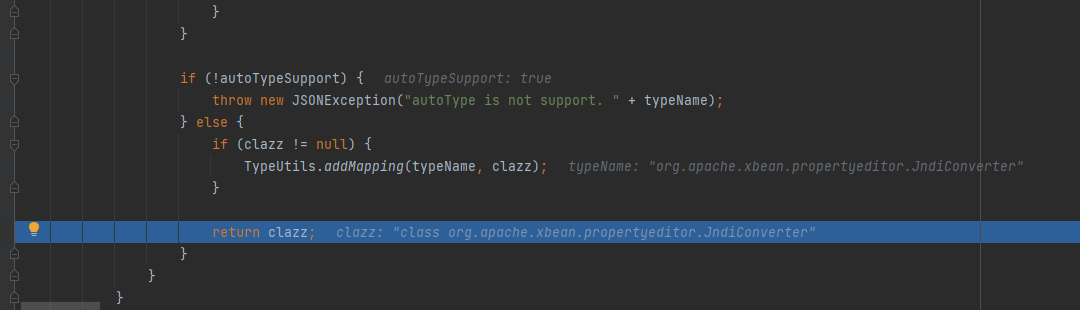 }
}
if (!autoTypeSupport) { autoTypeSupport: true
throw new JSONException("autoType is not support. " + typeName);
} else {
if (clazz != null) {
TypeUtils.addMapping(typeName, clazz); typeName: "org.apache.xbean.propertyeditor.JndiConverter"
}
return clazz; clazz: "class org.apache.xbean.propertyeditor.JndiConverter"
}
}
}